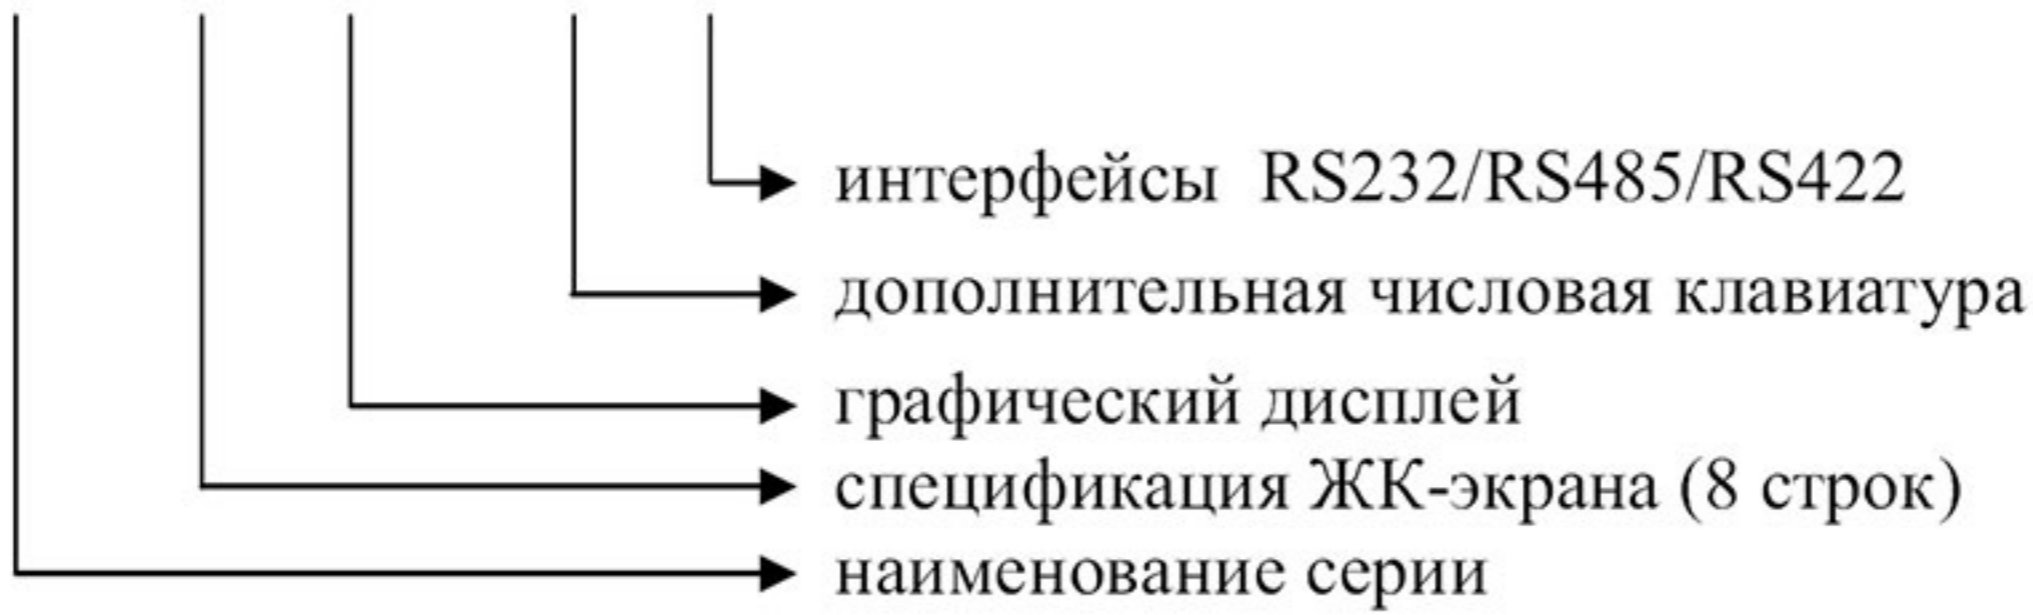 интерфейсы RS232/RS485/RS422
дополнительная числовая клавиатура
графический дисплей
спецификация ЖК-экрана (8 строк)
наименование серии